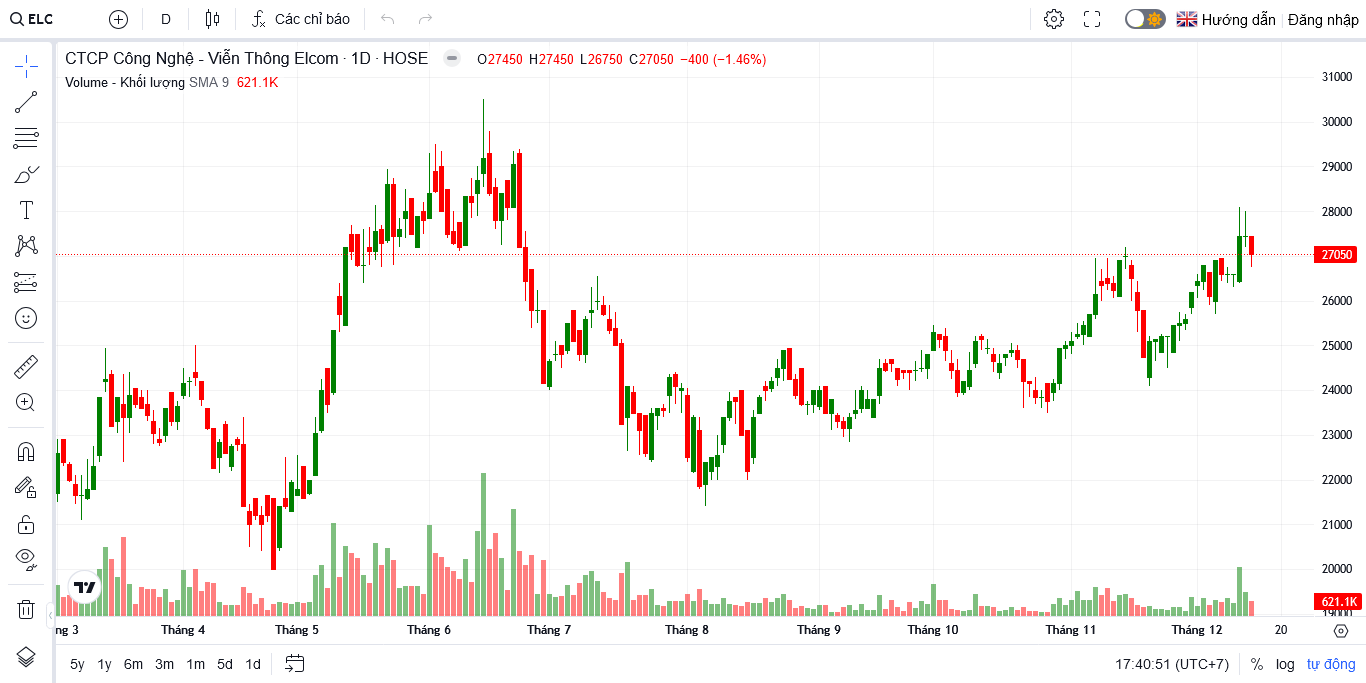 ELC D Các chỉ báo Hướng dẫn Đăng nhập
CTCP Công Nghệ - Viễn Thông Elcom · 1D · HOSE O27450 H27450 L26750 C27050 −400 (−1.46%)
Volume - Khối lượng SMA 9 621.1K
31000
30000
29000
28000
27050
26000
25000
24000
23000
22000
21000
20000
621.1K
19000
ng 3 Tháng 4 Tháng 5 Tháng 6 Tháng 7 Tháng 8 Tháng 9 Tháng 10 Tháng 11 Tháng 12 20
5y 1y 6m 3m 1m 5d 1d 17:40:51 (UTC+7) % log tự động